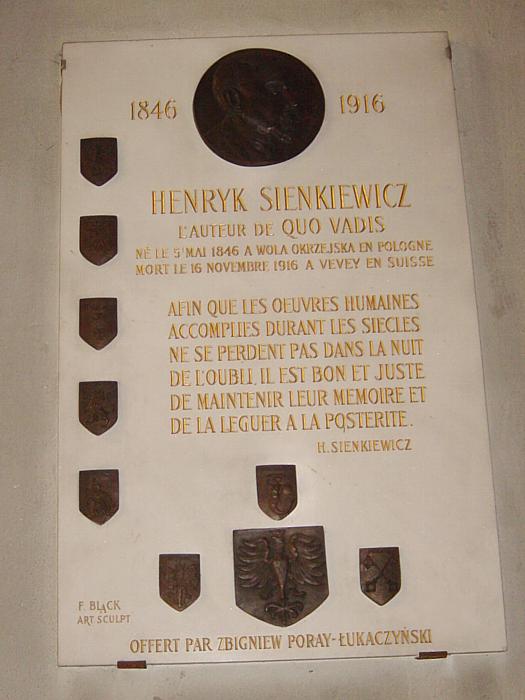 1846 1916
HENRYK SIENKIEWICZ
L'AUTEUR DE QUO VADIS
NÉ LE 5 MAI 1846 A WOLA OKRZEJSKA EN POLOGNE
MORT LE 16 NOVEMBRE 1916 A VEVEY EN SUISSE
AFIN QUE LES OEUVRES HUMAINES
ACCOMPLIES DURANT LES SIECLES
NE SE PERDENT PAS DANS LA NUIT
DE L'OUBLI, IL EST BON ET JUSTE
DE MAINTENIR LEUR MEMOIRE ET
DE LA LEGUER A LA POSTERITE.
H. SIENKIEWICZ
F. BLACK
ART SCULPT
OFFERT PAR ZBIGNIEW PORAY-ŁUKACZYŃSKI